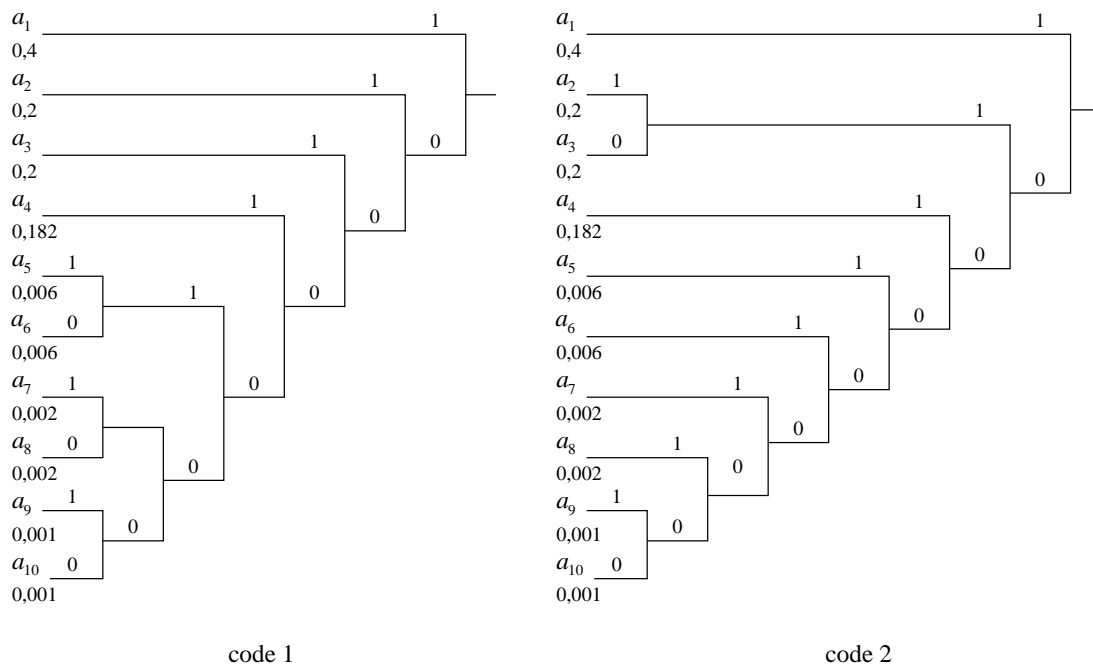 a₁ 1
0,4
a₂ 1
0,2
a₃ 1 0
0,2
a₄ 1
0
0,182
a₅ 1
0,006 1 0
a₆ 0
0,006
a₇ 1 0
0,002
a₈ 0
0,002 0
a₉ 1
0,001 0
a₁₀ 0
0,001
code 1
a₁ 1
0,4
a₂ 1
0,2 1
a₃ 0
0,2
0
a₄ 1
0,182
0
a₅ 1
0,006
0
a₆ 1
0,006
0
a₇ 1
0,002
0
a₈ 1
0,002 0
a₉ 1
0,001 0
a₁₀ 0
0,001
code 2